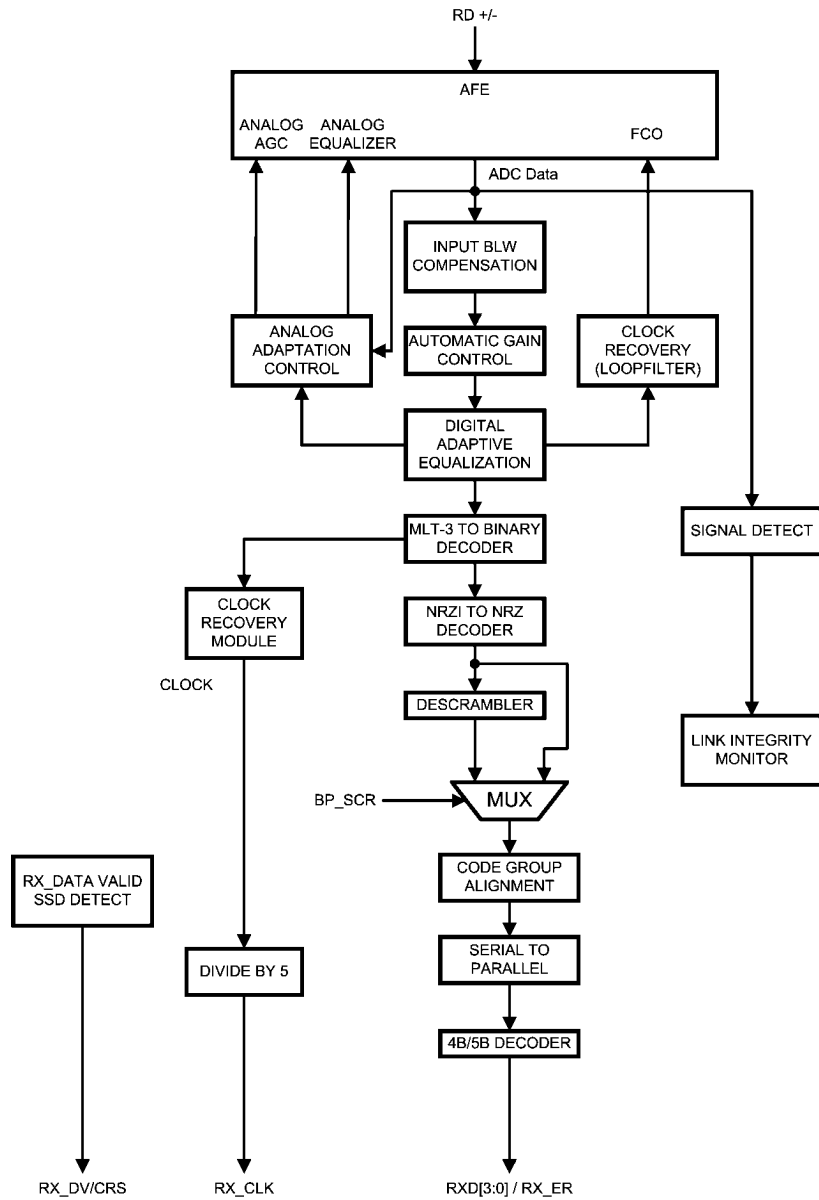 RD +/-
AFE
ANALOG
AGC
ANALOG
EQUALIZER
FCO
ADC Data
INPUT BLW
COMPENSATION
ANALOG
ADAPTATION
CONTROL
AUTOMATIC GAIN
CONTROL
CLOCK
RECOVERY
(LOOPFILTER)
DIGITAL
ADAPTIVE
EQUALIZATION
MLT-3 TO BINARY
DECODER
SIGNAL DETECT
CLOCK
RECOVERY
MODULE
NRZI TO NRZ
DECODER
CLOCK
DESCRAMBLER
LINK INTEGRITY
MONITOR
BP_SCR
MUX
RX_DATA VALID
SSD DETECT
CODE GROUP
ALIGNMENT
DIVIDE BY 5
SERIAL TO
PARALLEL
4B/5B DECODER
RX_DV/CRS
RX_CLK
RXD[3:0] / RX_ER